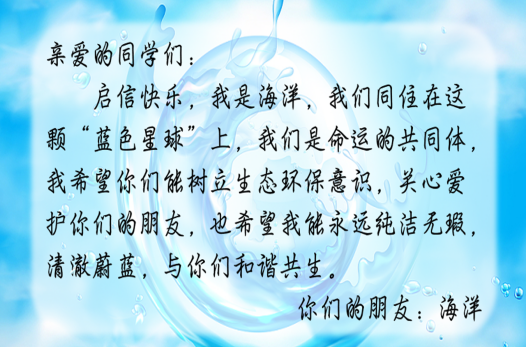 亲爱的同学们：
启信快乐，我是海洋，我们同住在这
颗“蓝色星球”上，我们是命运的共同体，
我希望你们能树立生态环保意识，关心爱
护你们的朋友，也希望我能永远纯洁无瑕，
清澈蔚蓝，与你们和谐共生。
你们的朋友：海洋